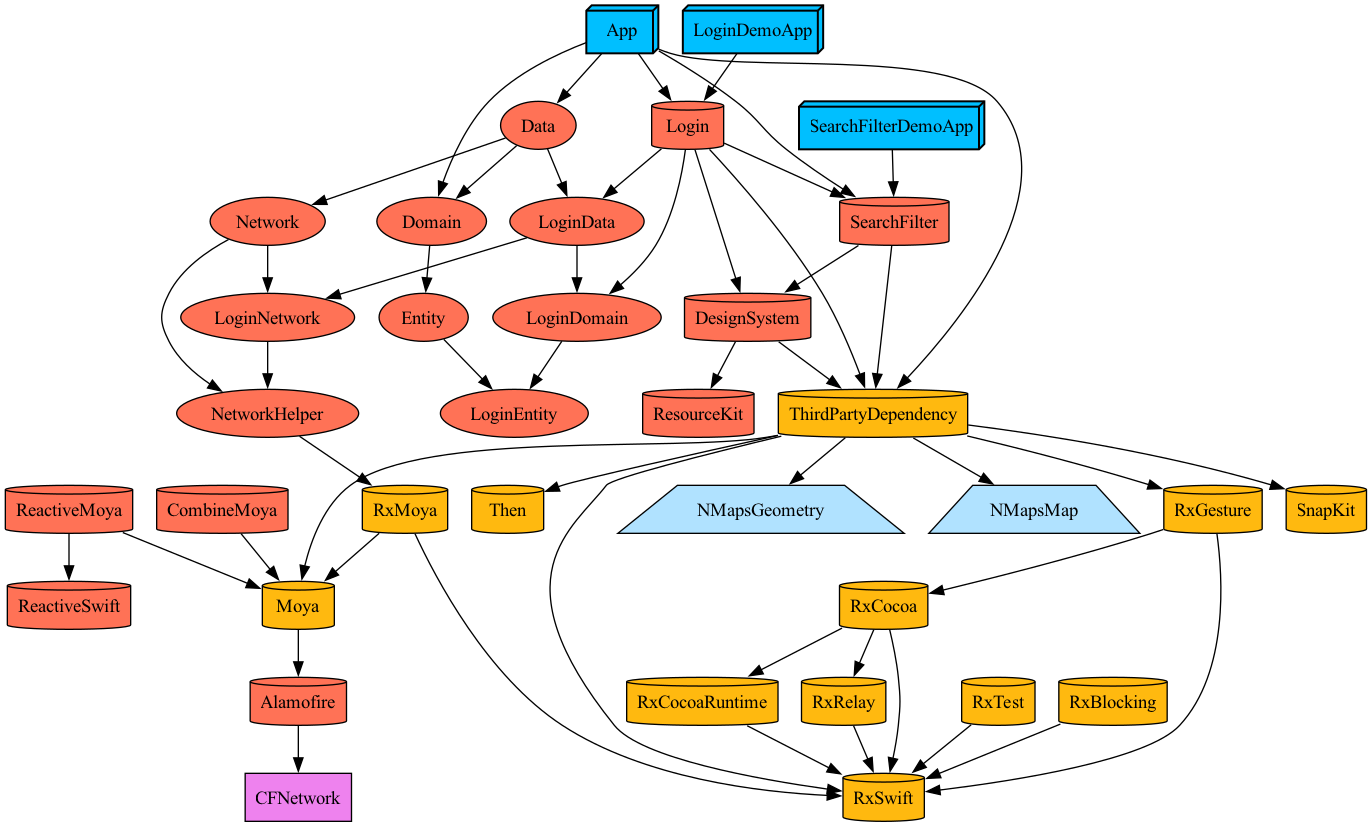 App
LoginDemoApp
Data
Login
SearchFilterDemoApp
Network
Domain
LoginData
SearchFilter
LoginNetwork
Entity
LoginDomain
DesignSystem
NetworkHelper
LoginEntity
ResourceKit
ThirdPartyDependency
ReactiveMoya
CombineMoya
RxMoya
Then
NMapsGeometry
NMapsMap
RxGesture
SnapKit
ReactiveSwift
Moya
RxCocoa
Alamofire
RxCocoaRuntime
RxRelay
RxTest
RxBlocking
CFNetwork
RxSwift